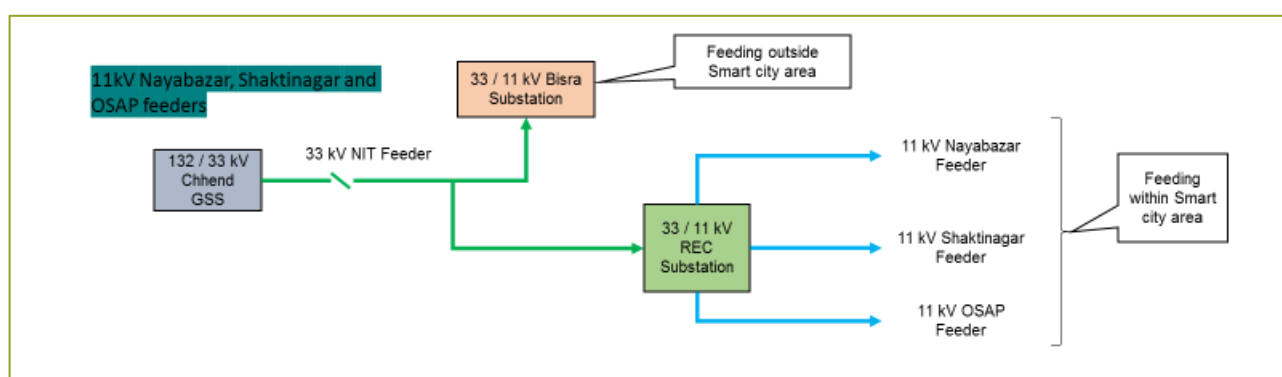 11kV Nayabazar, Shaktinagar and
OSAP feeders
33 / 11 kV Bisra
Substation
Feeding outside
Smart city area
132 / 33 kV
Chhend
GSS
33 kV NIT Feeder
33 / 11 kV
REC
Substation
11 kV Nayabazar
Feeder
11 kV Shaktinagar
Feeder
11 kV OSAP
Feeder
Feeding
within Smart
city area